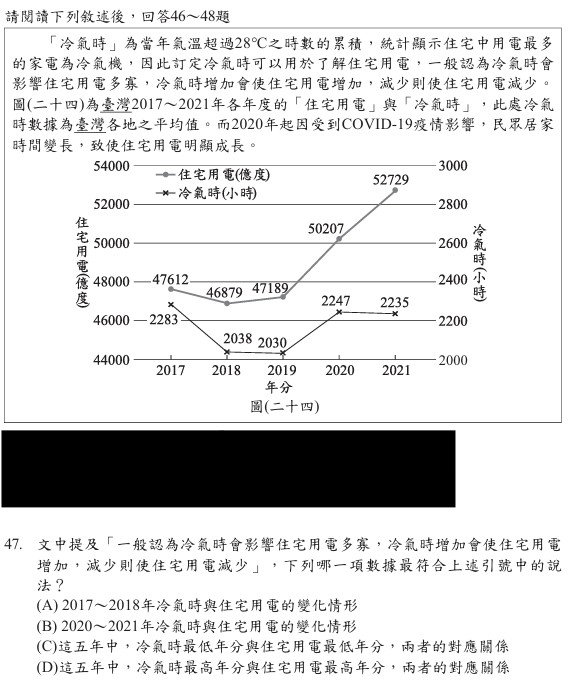 請閱讀下列敘述後，回答46～48題
「冷氣時」為當年氣溫超過28℃之時數的累積，統計顯示住宅中用電最多
的家電為冷氣機，因此訂定冷氣時可以用於了解住宅用電，一般認為冷氣時會
影響住宅用電多寡，冷氣時增加會使住宅用電增加，減少則使住宅用電減少。
圖(二十四)為臺灣2017～2021年各年度的「住宅用電」與「冷氣時」，此處冷氣
時數據為臺灣各地之平均值。而2020年起因受到COVID-19疫情影響，民眾居家
時間變長，致使住宅用電明顯成長。
54000
52000
50000
48000
46000
44000
住宅用電(億度)
住宅用電(億度)
冷氣時(小時)
47612
46879
47189
50207
52729
2283
2038
2030
2247
2235
3000
2800
2600
2400
2200
2000
冷氣時(小時)
2017 2018 2019 2020 2021
年分
圖(二十四)
47. 文中提及「一般認為冷氣時會影響住宅用電多寡，冷氣時增加會使住宅用電
增加，減少則使住宅用電減少」，下列哪一項數據最符合上述引號中的說
法？
(A) 2017～2018年冷氣時與住宅用電的變化情形
(B) 2020～2021年冷氣時與住宅用電的變化情形
(C)這五年中，冷氣時最低年分與住宅用電最低年分，兩者的對應關係
(D)這五年中，冷氣時最高年分與住宅用電最高年分，兩者的對應關係